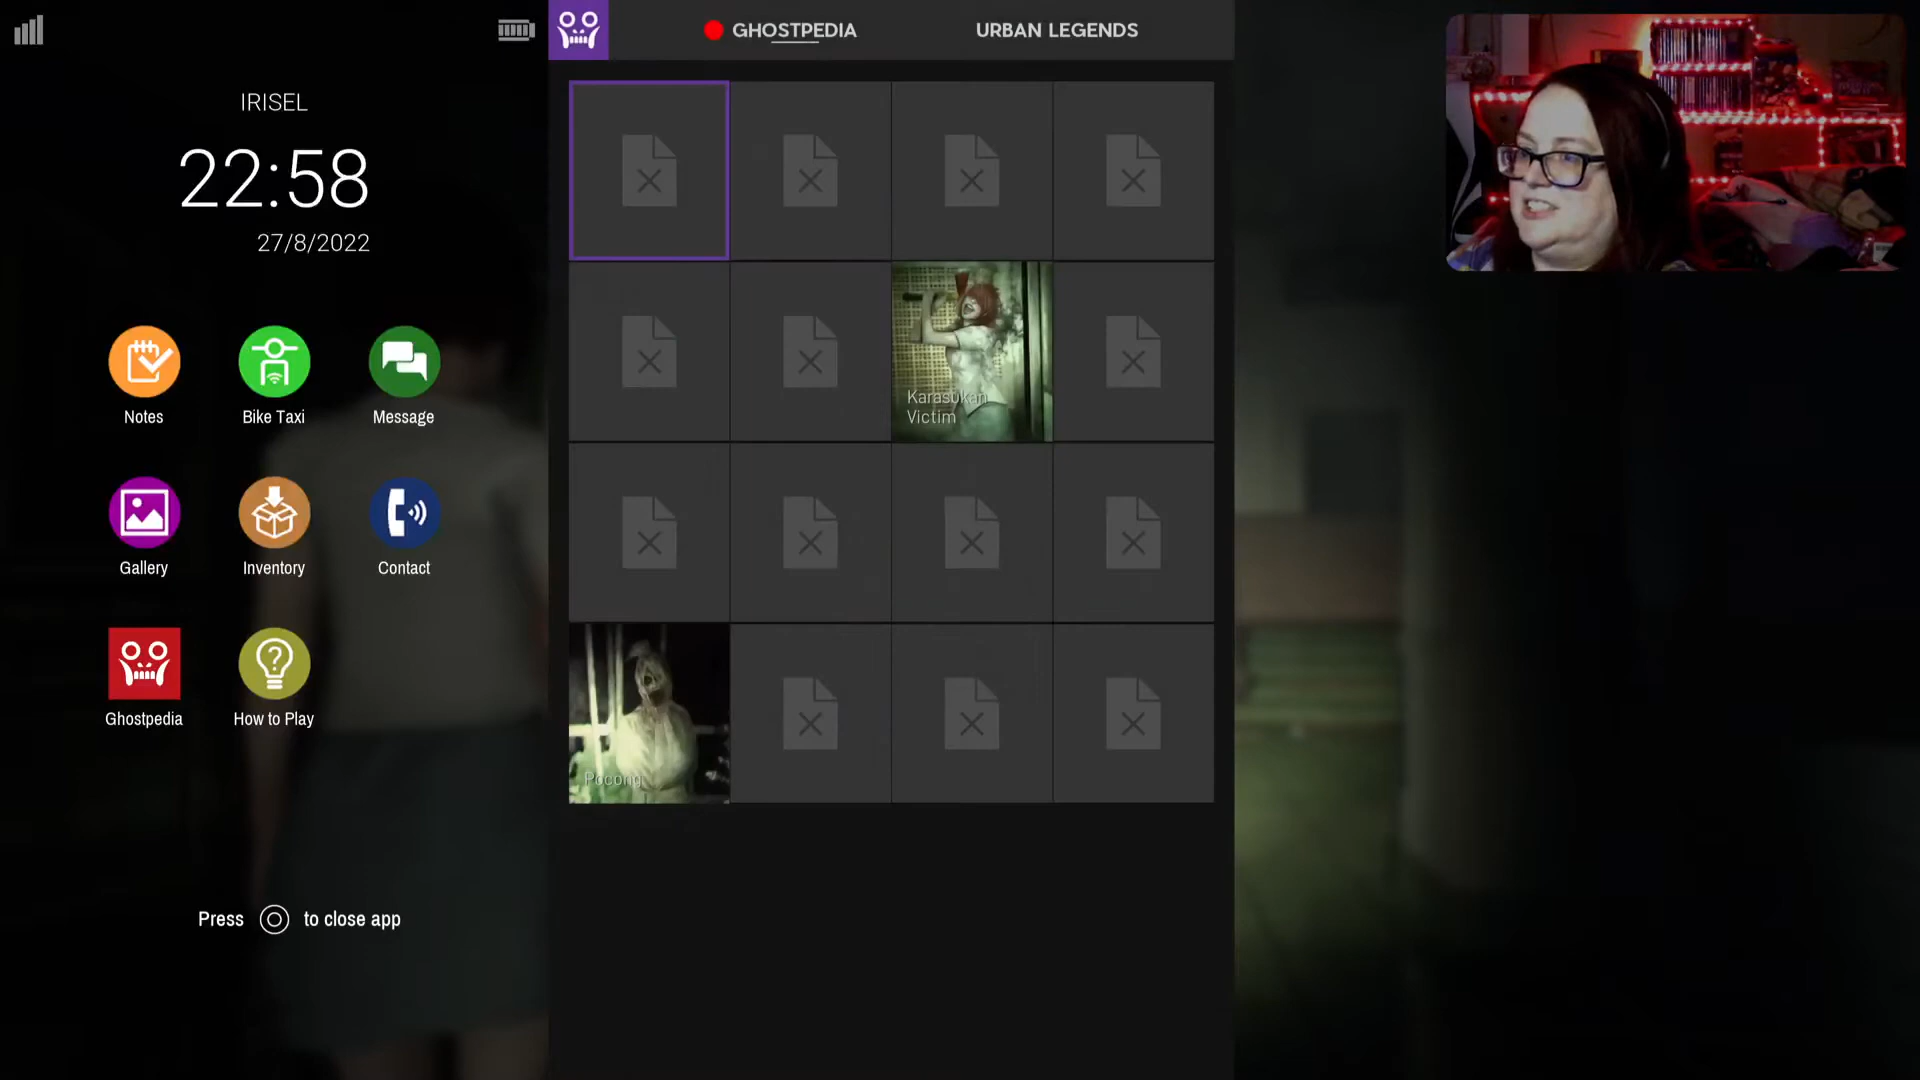 IRISEL
22:58
27/8/2022
Notes
Bike Taxi
Message
Gallery
Inventory
Contact
Ghostpedia
How to Play
Press to close app
GHOSTPEDIA
URBAN LEGENDS
Karasukan
Victim
Pocong